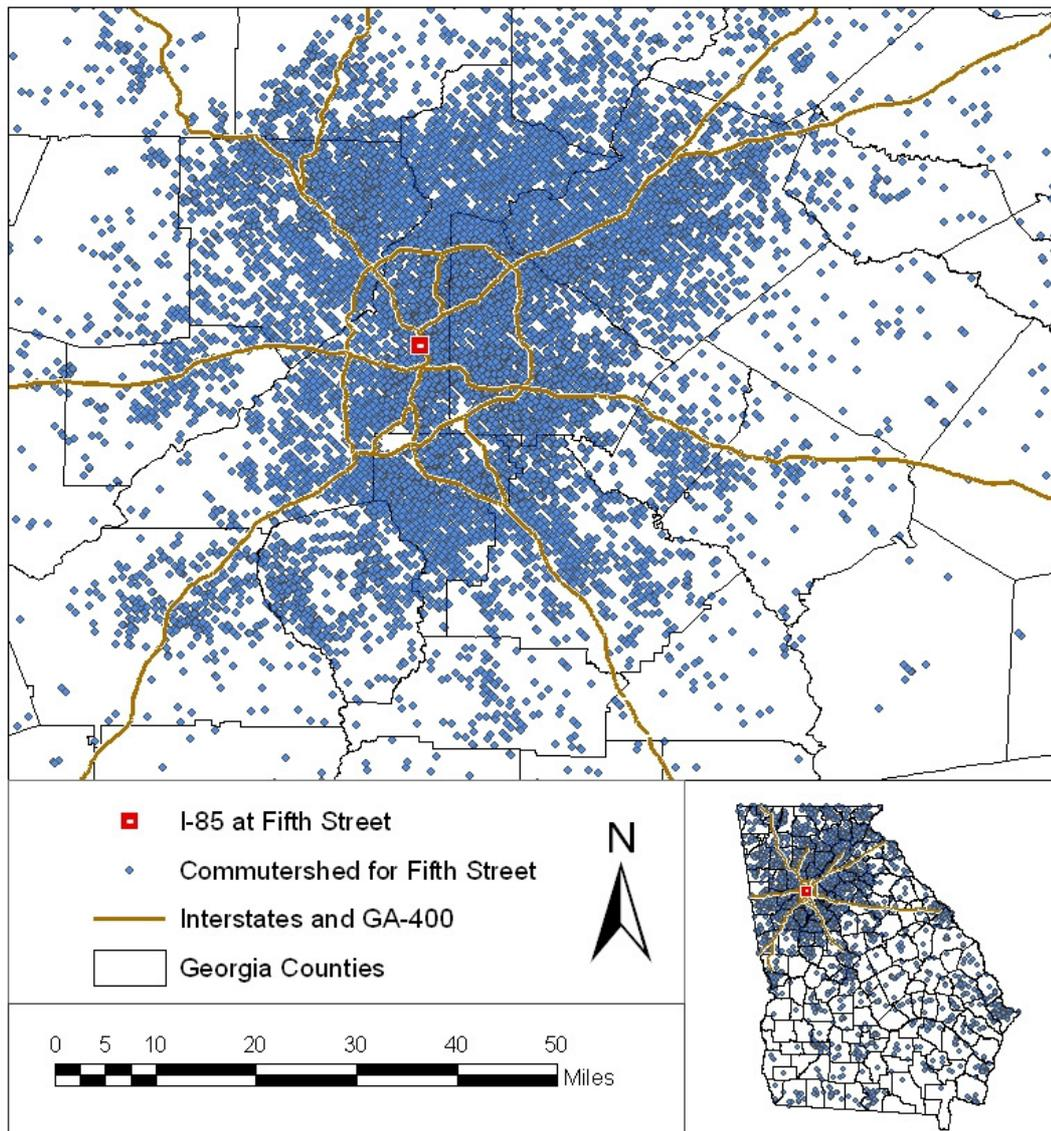 I-85 at Fifth Street
Commutershed for Fifth Street
Interstates and GA-400
Georgia Counties
N
0 5 10 20 30 40 50
Miles